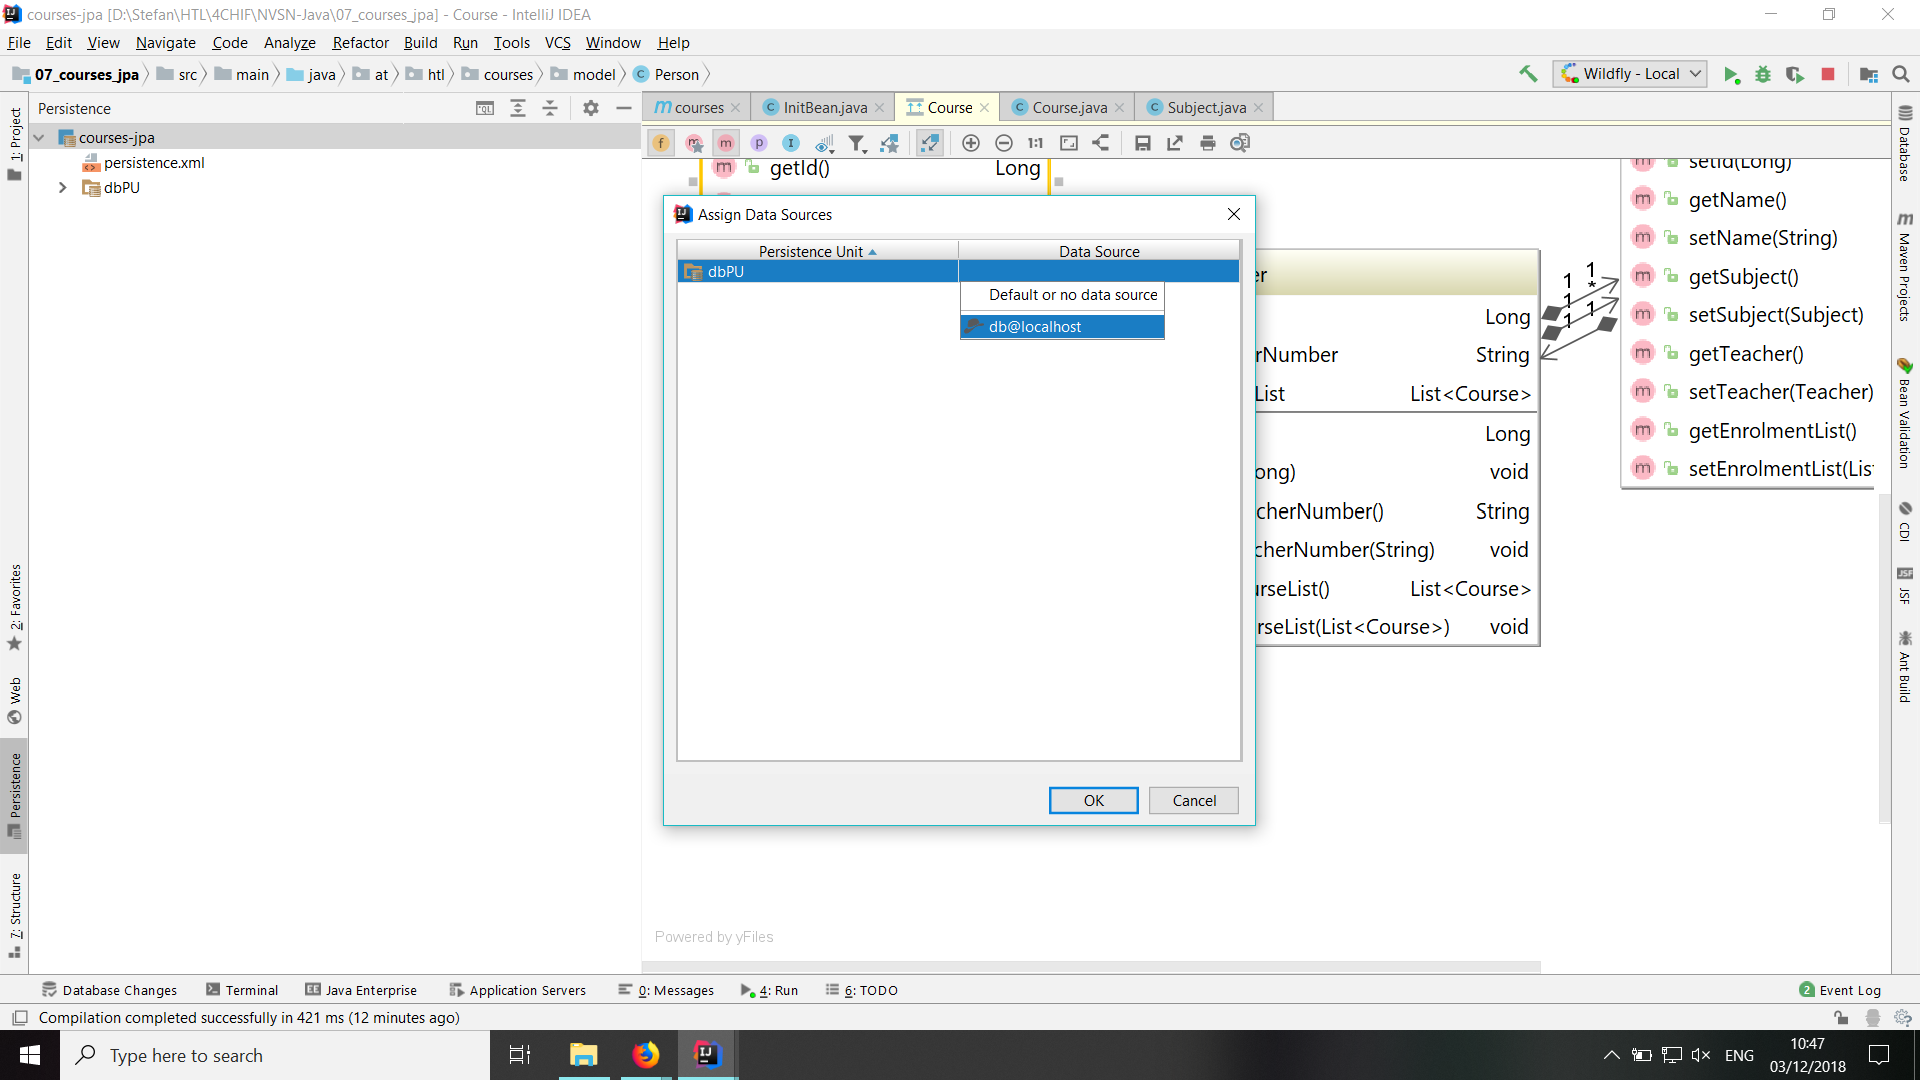 courses-jpa [D:\Stefan\HTL\4CHIF\NVSN-Java\07_courses_jpa] - Course - IntelliJ IDEA
File Edit View Navigate Code Analyze Refactor Build Run Tools VCS Window Help
07_courses_jpa src main java at htl courses model Person
Wildfly - Local
Persistence
courses InitBean.java Course Course.java Subject.java
1: Project
courses-jpa
persistence.xml
dbPU
2: Favorites
Web
Persistence
7: Structure
getId() Long
Assign Data Sources
Persistence Unit Data Source
dbPU
Default or no data source
db@localhost
OK Cancel
er
Long
rNumber String
List List<Course>
Long
ong) void
cherNumber() String
cherNumber(String) void
urseList() List<Course>
rseList(List<Course>) void
1 1
*
1 1
1
setId(Long)
getName()
setName(String)
getSubject()
setSubject(Subject)
getTeacher()
setTeacher(Teacher)
getEnrolmentList()
setEnrolmentList(Lis
Database
Maven Projects
Bean Validation
CDI
JSF
Ant Build
Powered by yFiles
Database Changes Terminal Java Enterprise Application Servers 0: Messages 4: Run 6: TODO 2 Event Log
Compilation completed successfully in 421 ms (12 minutes ago)
Type here to search
ENG
10:47
03/12/2018